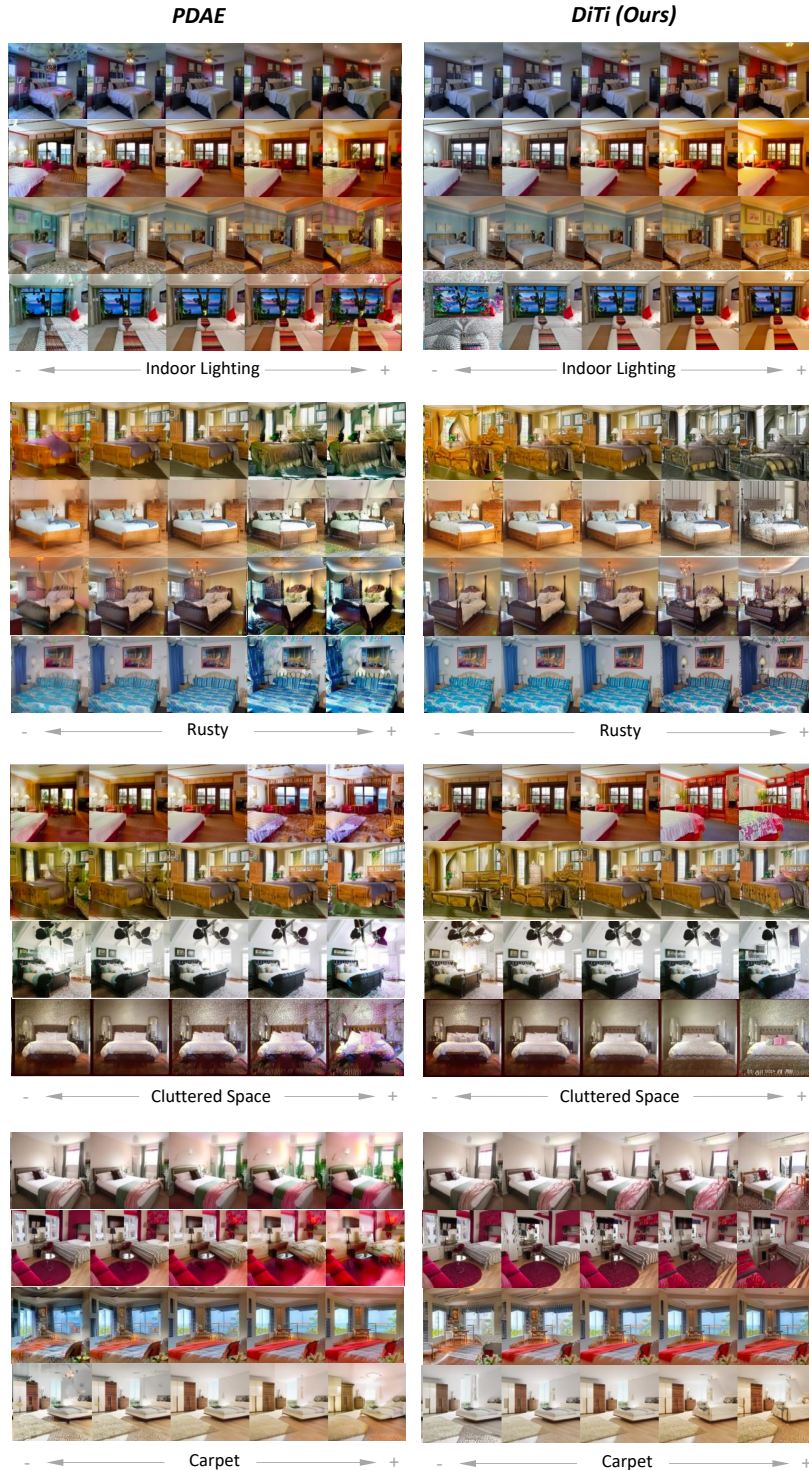 PDAE DiTi (Ours)
- Indoor Lighting + - Indoor Lighting +
- Rusty + - Rusty +
- Cluttered Space + - Cluttered Space +
- Carpet + - Carpet +